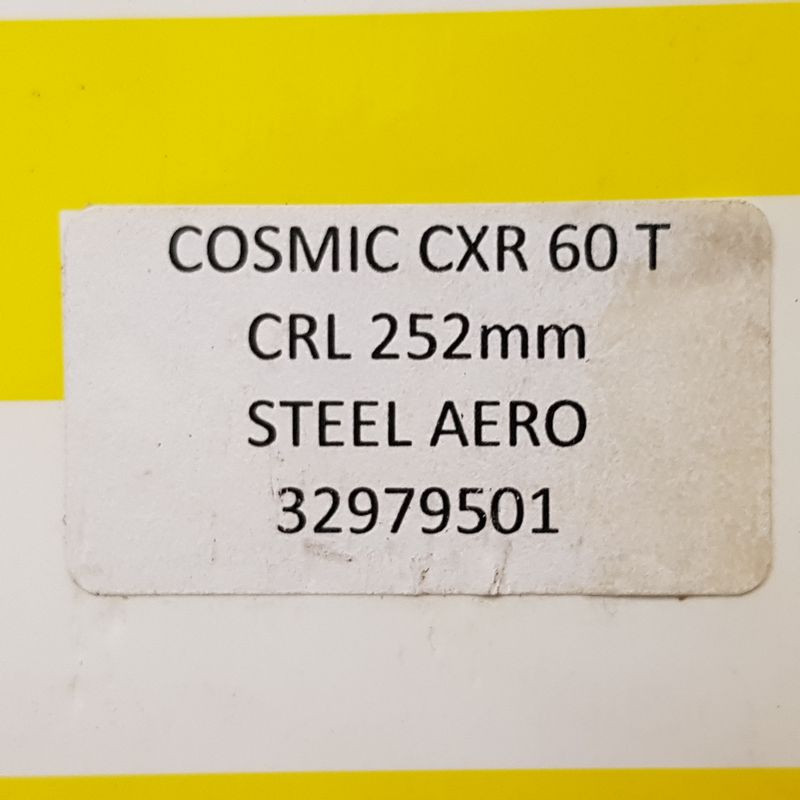 COSMIC CXR 60 T
CRL 252mm
STEEL AERO
32979501